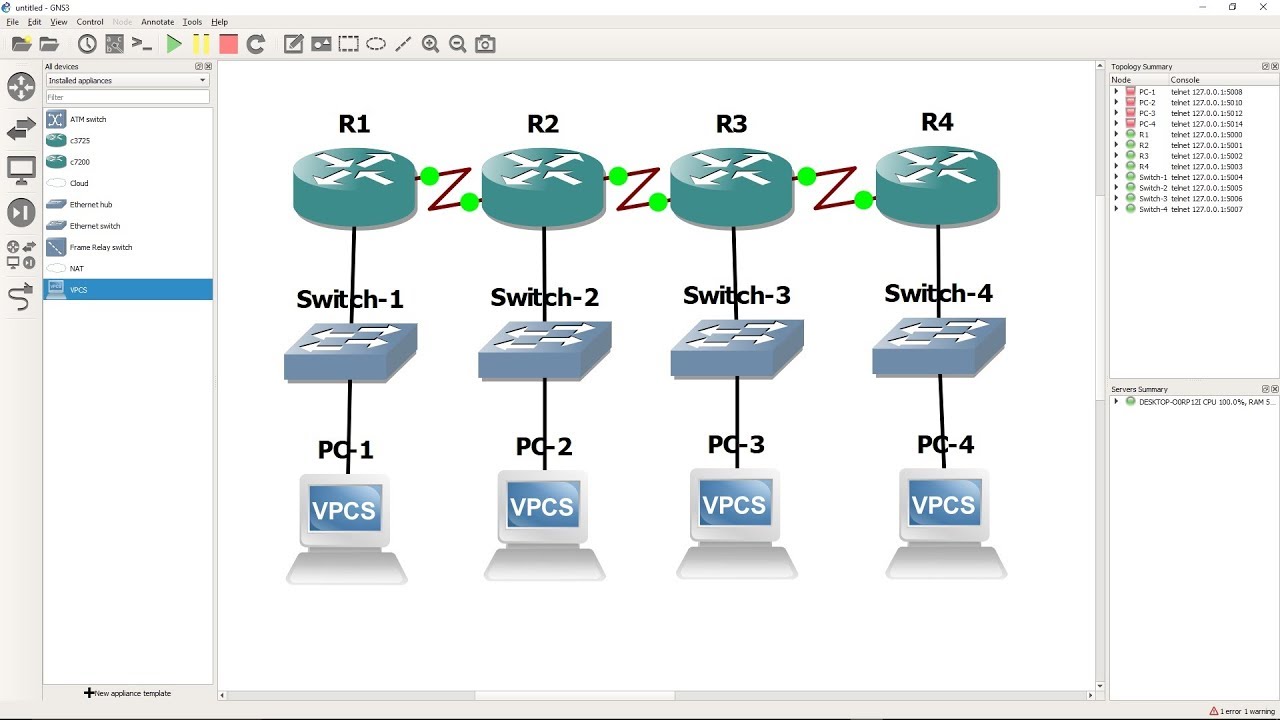 untitled - GNS3
File Edit View Control Node Annotate Tools Help
All devices
Installed appliances
Filter
ATM switch
c3725
c7200
Cloud
Ethernet hub
Ethernet switch
Frame Relay switch
NAT
VPCS
New appliance template
R1 R2 R3 R4
Switch-1 Switch-2 Switch-3 Switch-4
PC-1 PC-2 PC-3 PC-4
VPCS VPCS VPCS VPCS
Topology Summary
Node Console
PC-1 telnet 127.0.0.1:5008
PC-2 telnet 127.0.0.1:5010
PC-3 telnet 127.0.0.1:5012
PC-4 telnet 127.0.0.1:5014
R1 telnet 127.0.0.1:5000
R2 telnet 127.0.0.1:5001
R3 telnet 127.0.0.1:5002
R4 telnet 127.0.0.1:5003
Switch-1 telnet 127.0.0.1:5004
Switch-2 telnet 127.0.0.1:5005
Switch-3 telnet 127.0.0.1:5006
Switch-4 telnet 127.0.0.1:5007
Servers Summary
DESKTOP-O0RP12I CPU 100.0%, RAM 5...
1 error 1 warning